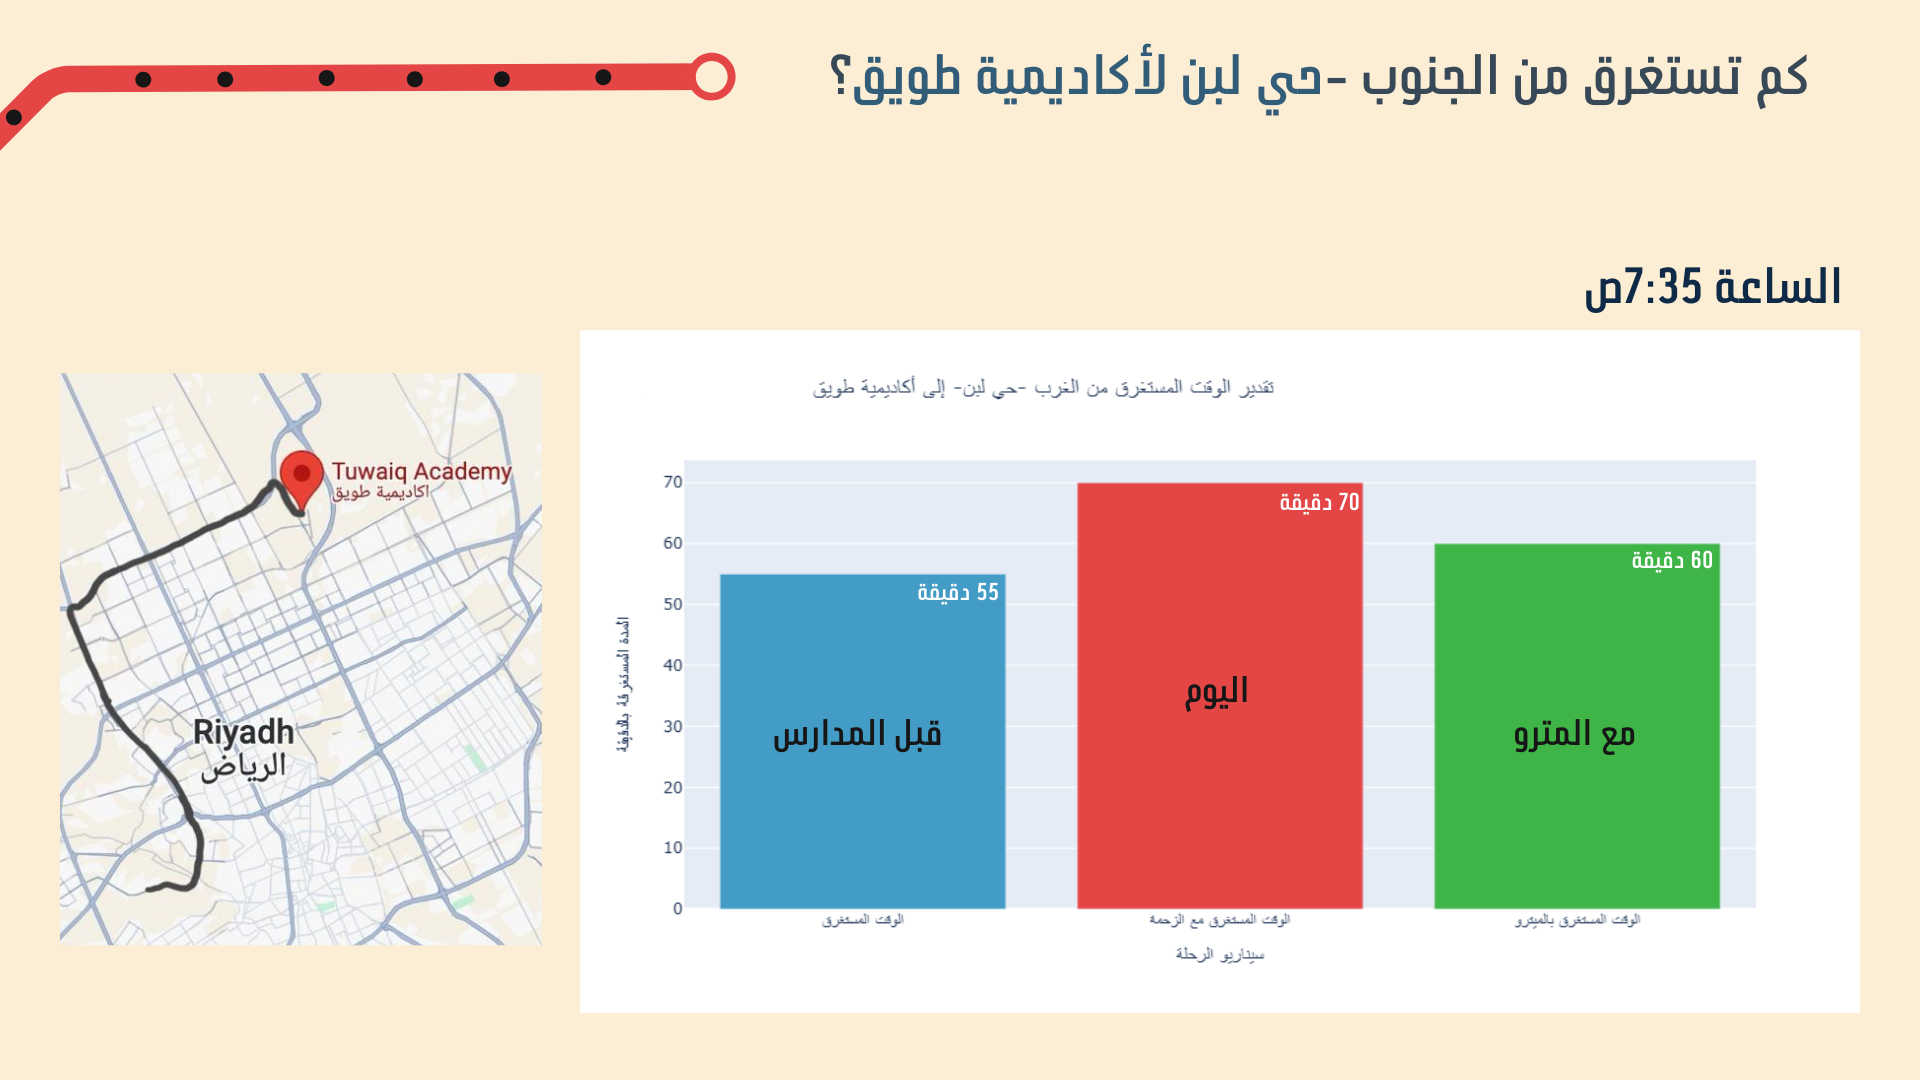 كم تستغرق من الجنوب -حي لبن لأكاديمية طويق؟
الساعة 7:35ص
تقدير الوقت المستغرق من الغرب -حي لبن- إلى أكاديمية طويق
المدة المستغرقة بالدقيقة
70
60
50
40
30
20
10
0
55 دقيقة
قبل المدارس
70 دقيقة
اليوم
60 دقيقة
مع المترو
الوقت المستغرق
الوقت المستغرق مع الزحمة
الوقت المستغرق بالميترو
سيناريو الرحلة
Tuwaiq Academy
اكاديمية طويق
Riyadh
الرياض